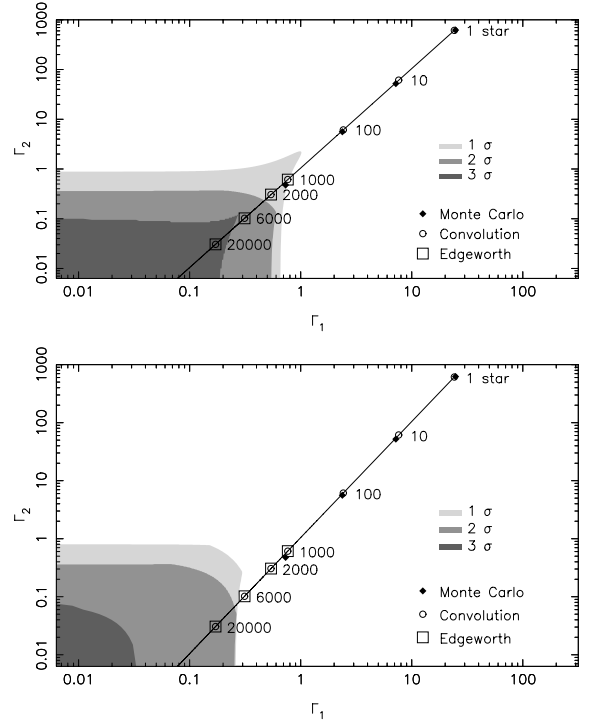 1000
100
10
1
0.1
0.01
Γ₂
1 star
10
100
1000
2000
6000
20000
1 σ
2 σ
3 σ
Monte Carlo
Convolution
Edgeworth
0.01 0.1 1 10 100
Γ₁
1000
100
10
1
0.1
0.01
Γ₂
1 star
10
100
1000
2000
6000
20000
1 σ
2 σ
3 σ
Monte Carlo
Convolution
Edgeworth
0.01 0.1 1 10 100
Γ₁